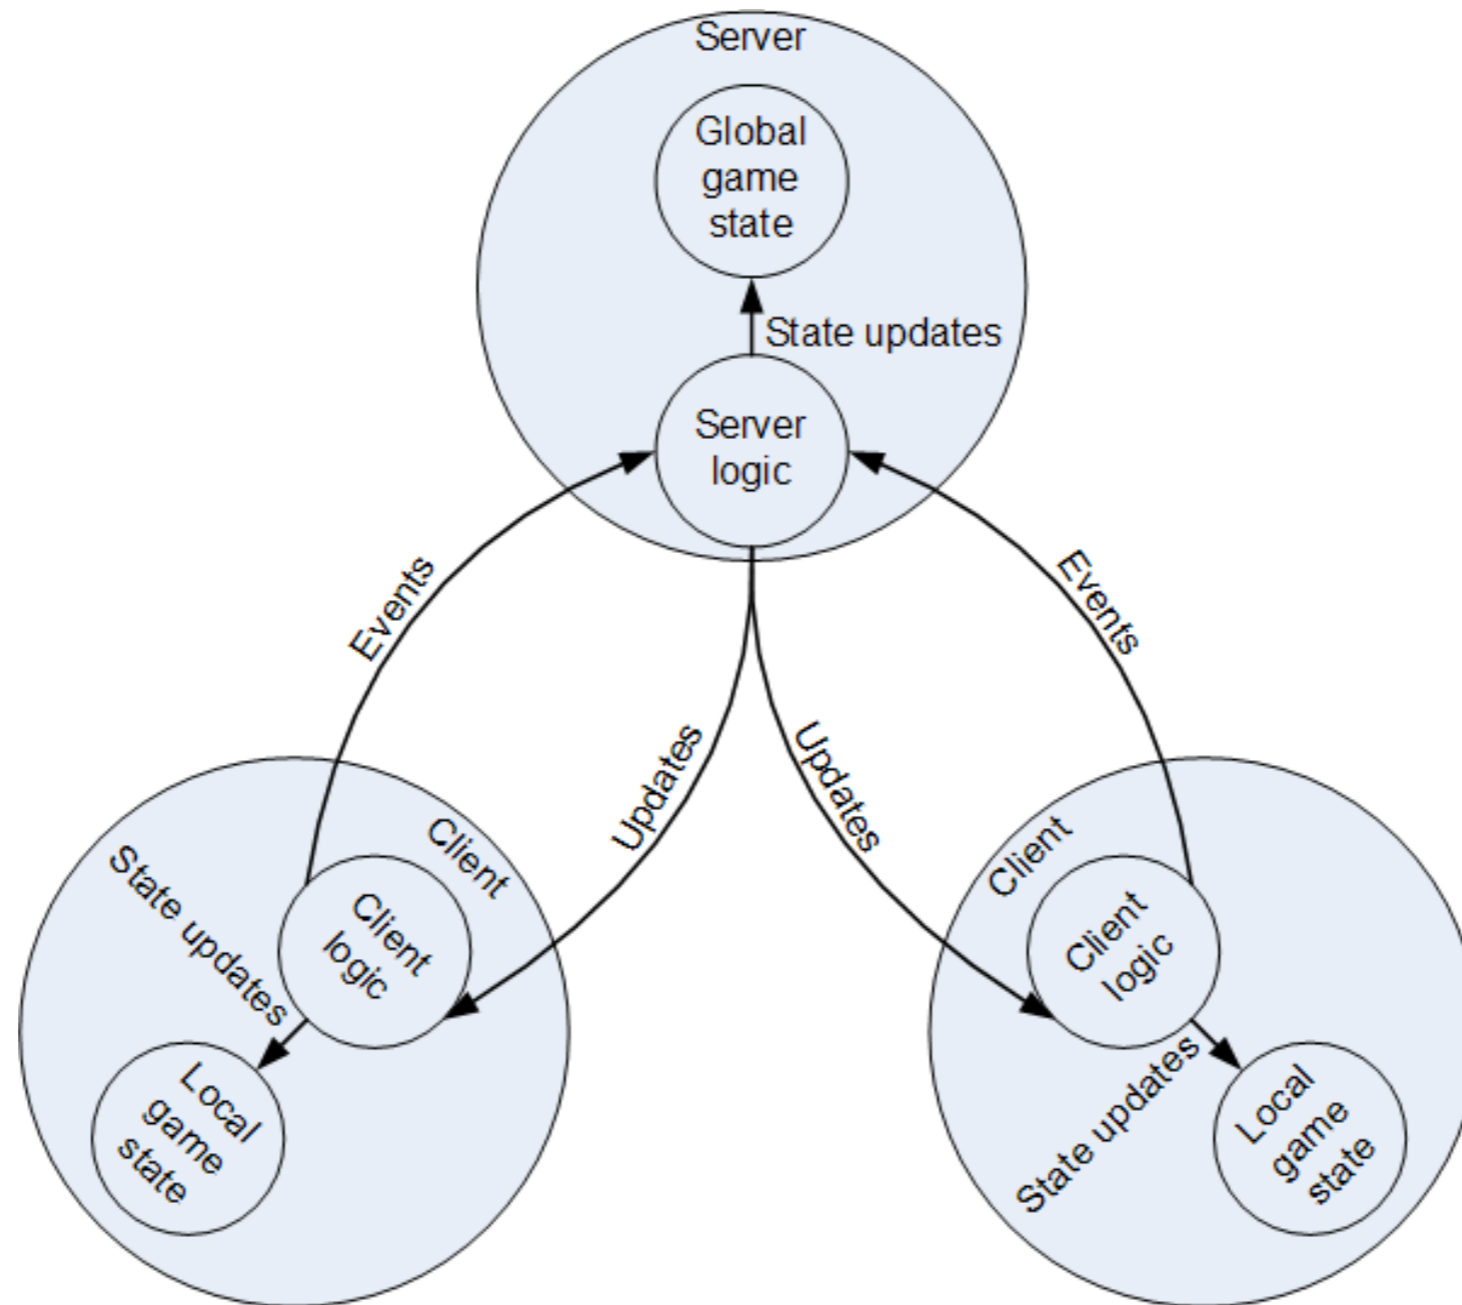 Server
Global
game
state
State updates
Server
logic
Events
Events
Updates
Updates
Client
State updates
Client
logic
Local
game
state
Client
Client
logic
State updates
Local
game
state